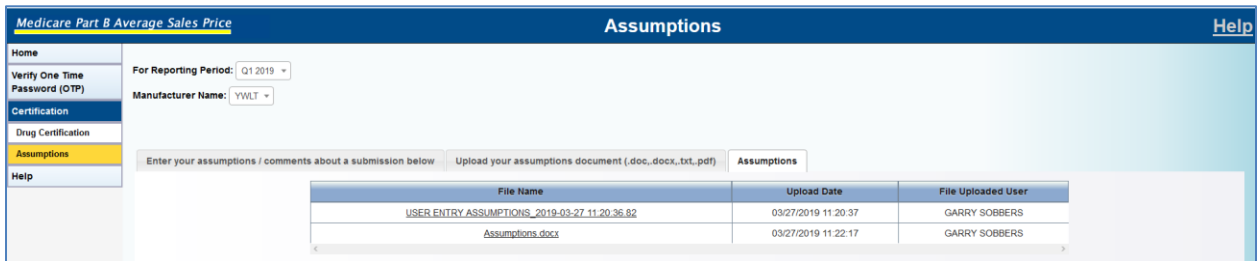 Medicare Part B Average Sales Price
Assumptions
Help
Home
Verify One Time
Password (OTP)
Certification
Drug Certification
Assumptions
Help
For Reporting Period: Q1 2019
Manufacturer Name: YWLT
Enter your assumptions / comments about a submission below
Upload your assumptions document (.doc,.docx,.txt,.pdf)
Assumptions
File Name Upload Date File Uploaded User
USER ENTRY ASSUMPTIONS_2019-03-27 11:20:36.82 03/27/2019 11:20:37 GARRY SOBBERS
Assumptions.docx 03/27/2019 11:22:17 GARRY SOBBERS